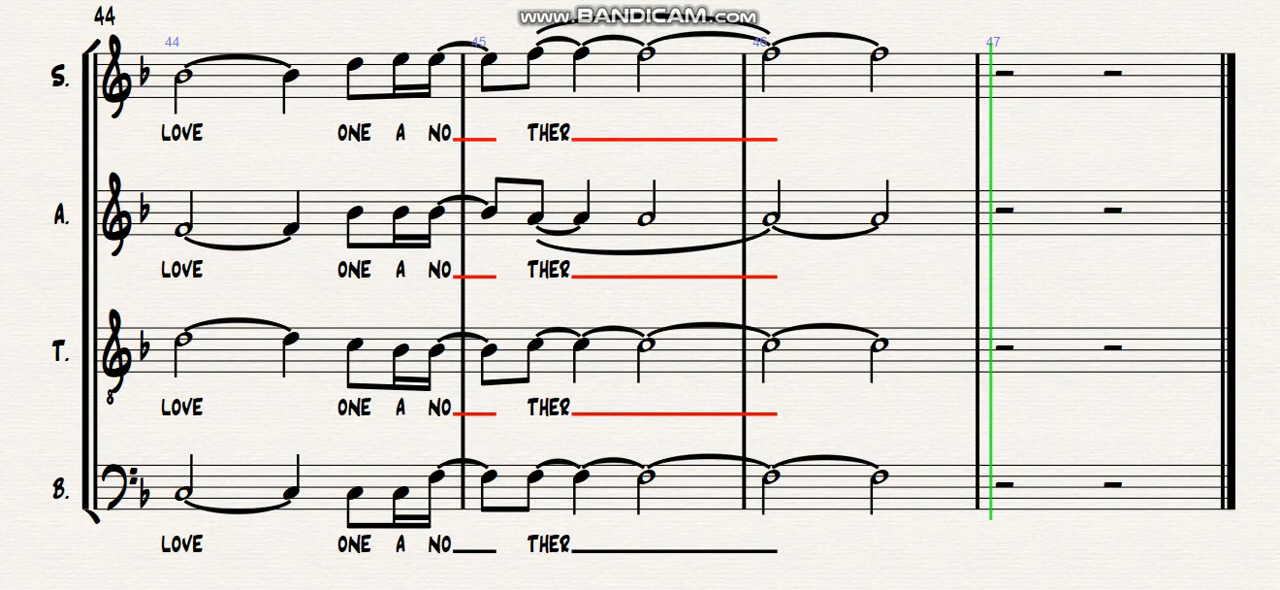 www.BANDICAM.com
44
44 45 46 47
S.
LOVE ONE A NO THER
A.
LOVE ONE A NO THER
T.
8
LOVE ONE A NO THER
B.
LOVE ONE A NO THER